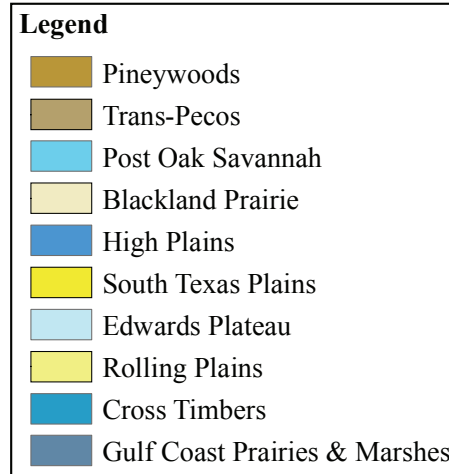 Legend
Pineywoods
Trans-Pecos
Post Oak Savannah
Blackland Prairie
High Plains
South Texas Plains
Edwards Plateau
Rolling Plains
Cross Timbers
Gulf Coast Prairies & Marshes